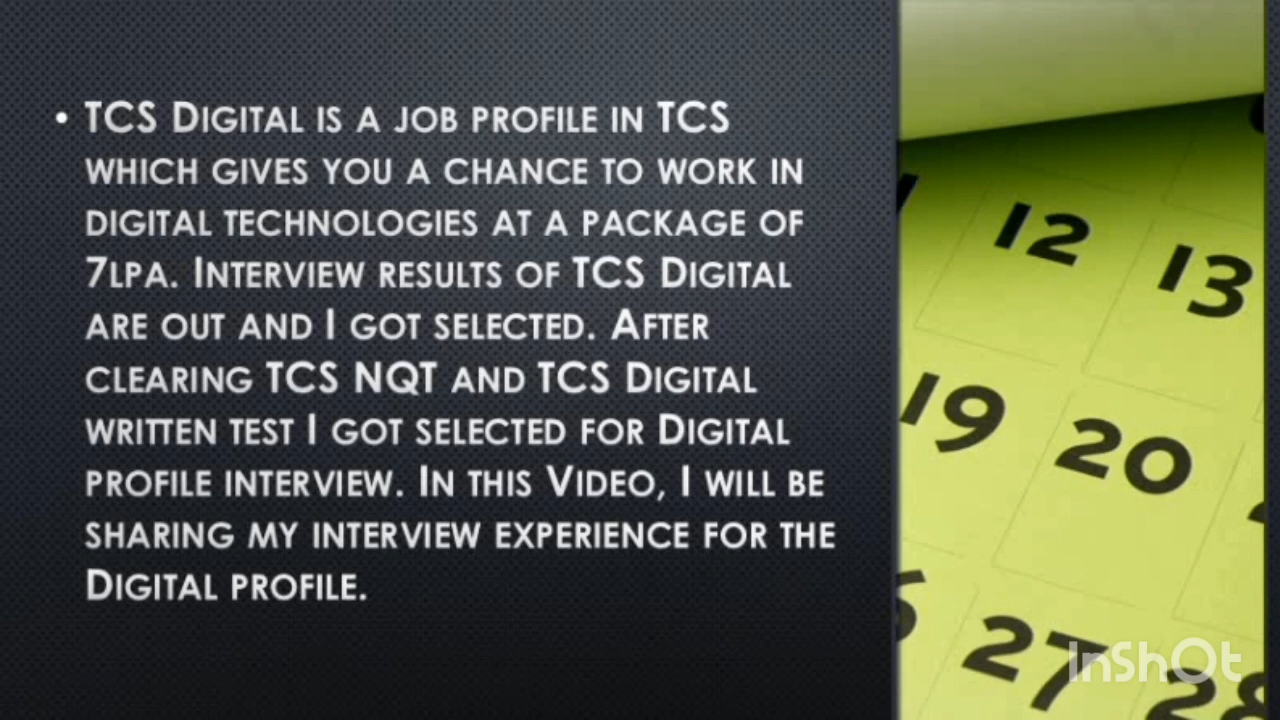 • TCS Digital is a job profile in TCS
which gives you a chance to work in
digital technologies at a package of
7lpa. Interview results of TCS Digital
are out and I got selected. After
clearing TCS NQT and TCS Digital
written test I got selected for Digital
profile interview. In this Video, I will be
sharing my interview experience for the
Digital profile.
12
13
19
20
27
28
InShOt